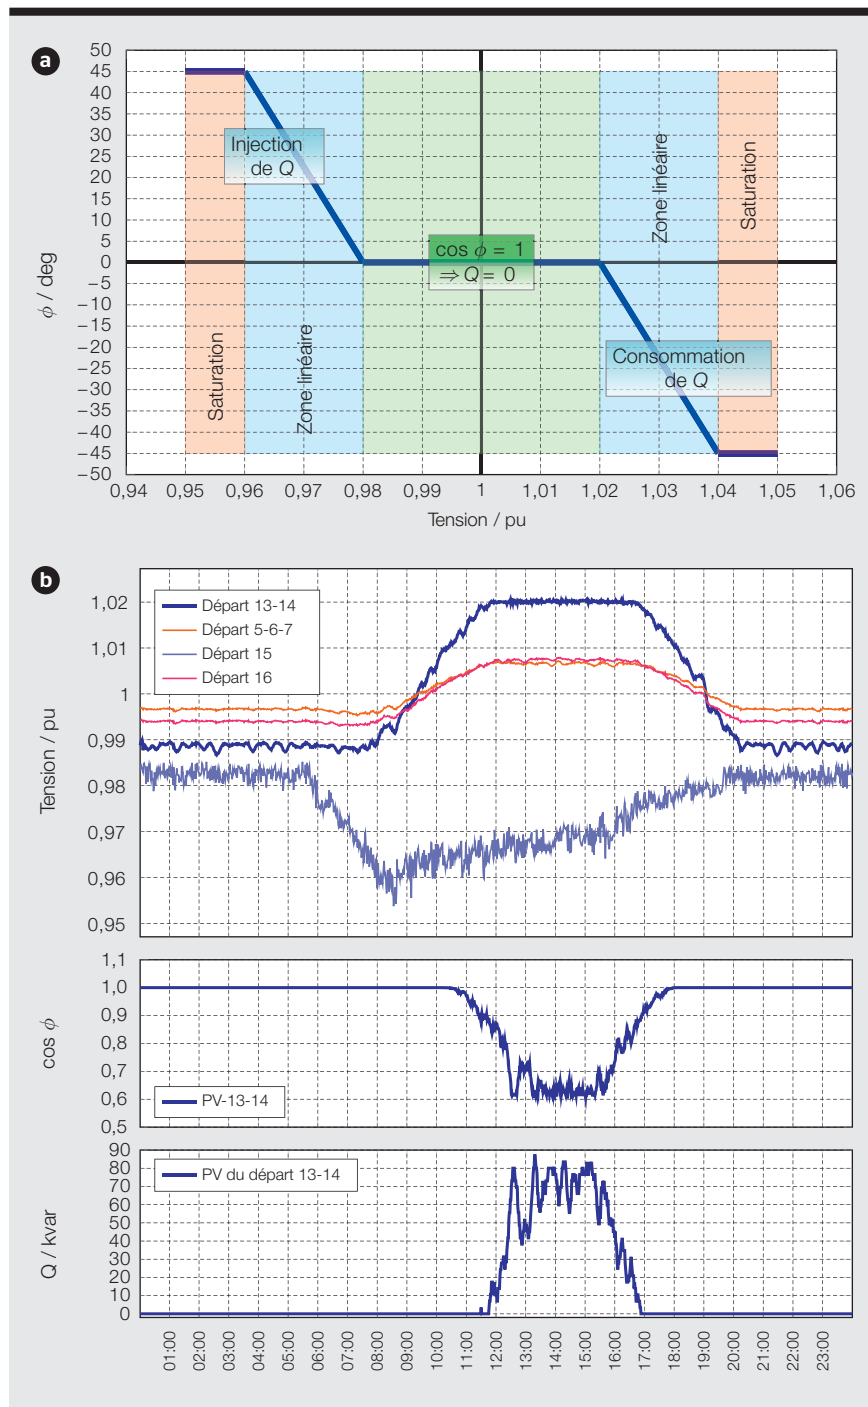 a
50
45
40
35
30
25
20
15
10
5
0
−5
−10
−15
−20
−25
−30
−35
−40
−45
−50
ϕ / deg
Injection
de Q
cos ϕ = 1
⇒ Q = 0
Consommation
de Q
Saturation
Zone linéaire
Zone linéaire
Saturation
0,94 0,95 0,96 0,97 0,98 0,99 1 1,01 1,02 1,03 1,04 1,05 1,06
Tension / pu
b
Départ 13-14
Départ 5-6-7
Départ 15
Départ 16
1,02
1,01
1
0,99
0,98
0,97
0,96
0,95
Tension / pu
1,1
1,0
0,9
0,8
0,7
0,6
0,5
cos ϕ
PV-13-14
90
80
70
60
50
40
30
20
10
0
Q / kvar
PV du départ 13-14
01:00 02:00 03:00 04:00 05:00 06:00 07:00 08:00 09:00 10:00 11:00 12:00 13:00 14:00 15:00 16:00 17:00 18:00 19:00 20:00 21:00 22:00 23:00